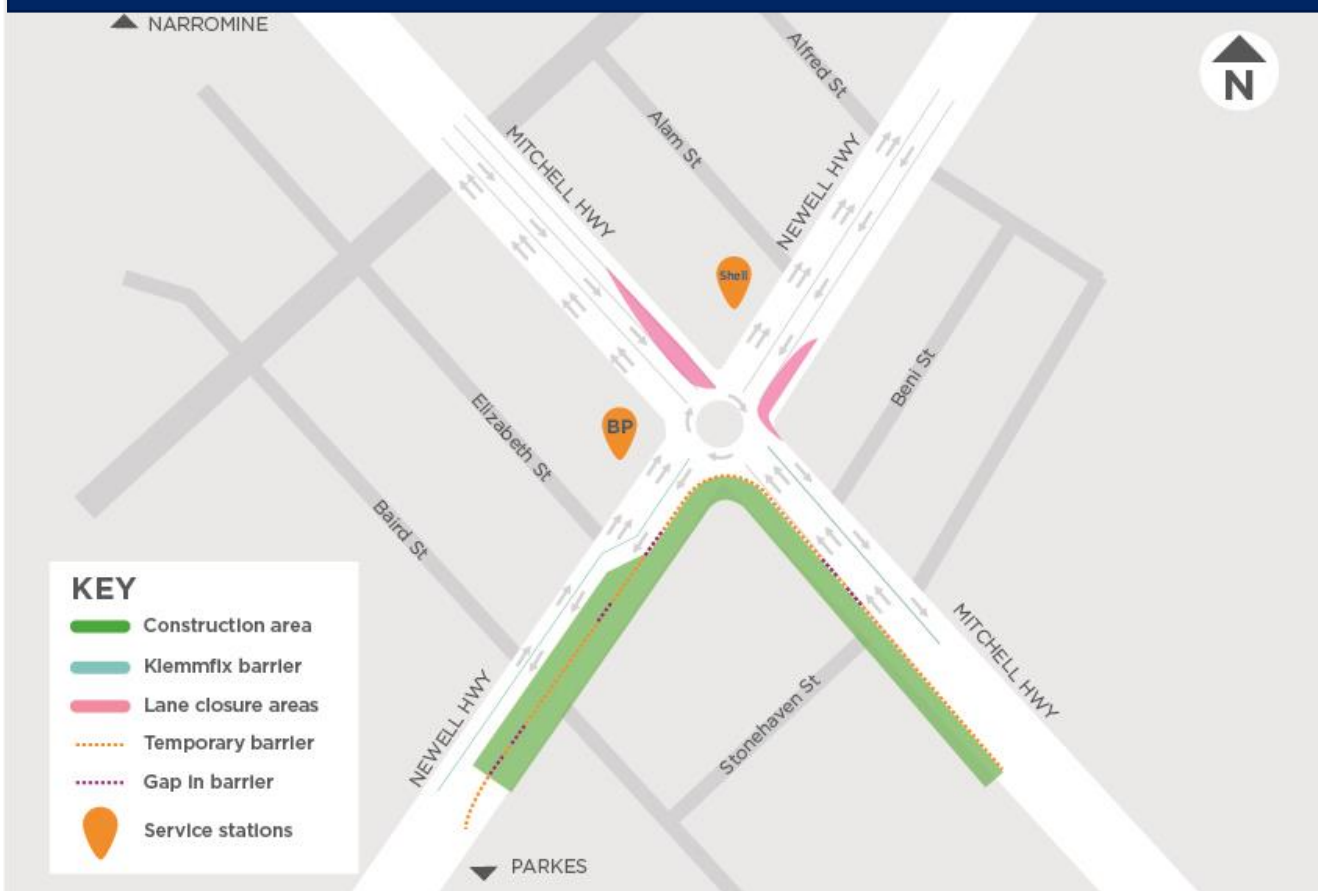 NARROMINE
N
Alfred St
Alam St
MITCHELL HWY
NEWELL HWY
Shell
Beni St
BP
Elizabeth St
Baird St
KEY
Construction area
Klemmfix barrier
Lane closure areas
Temporary barrier
Gap in barrier
Service stations
NEWELL HWY
Stonehaven St
MITCHELL HWY
PARKES